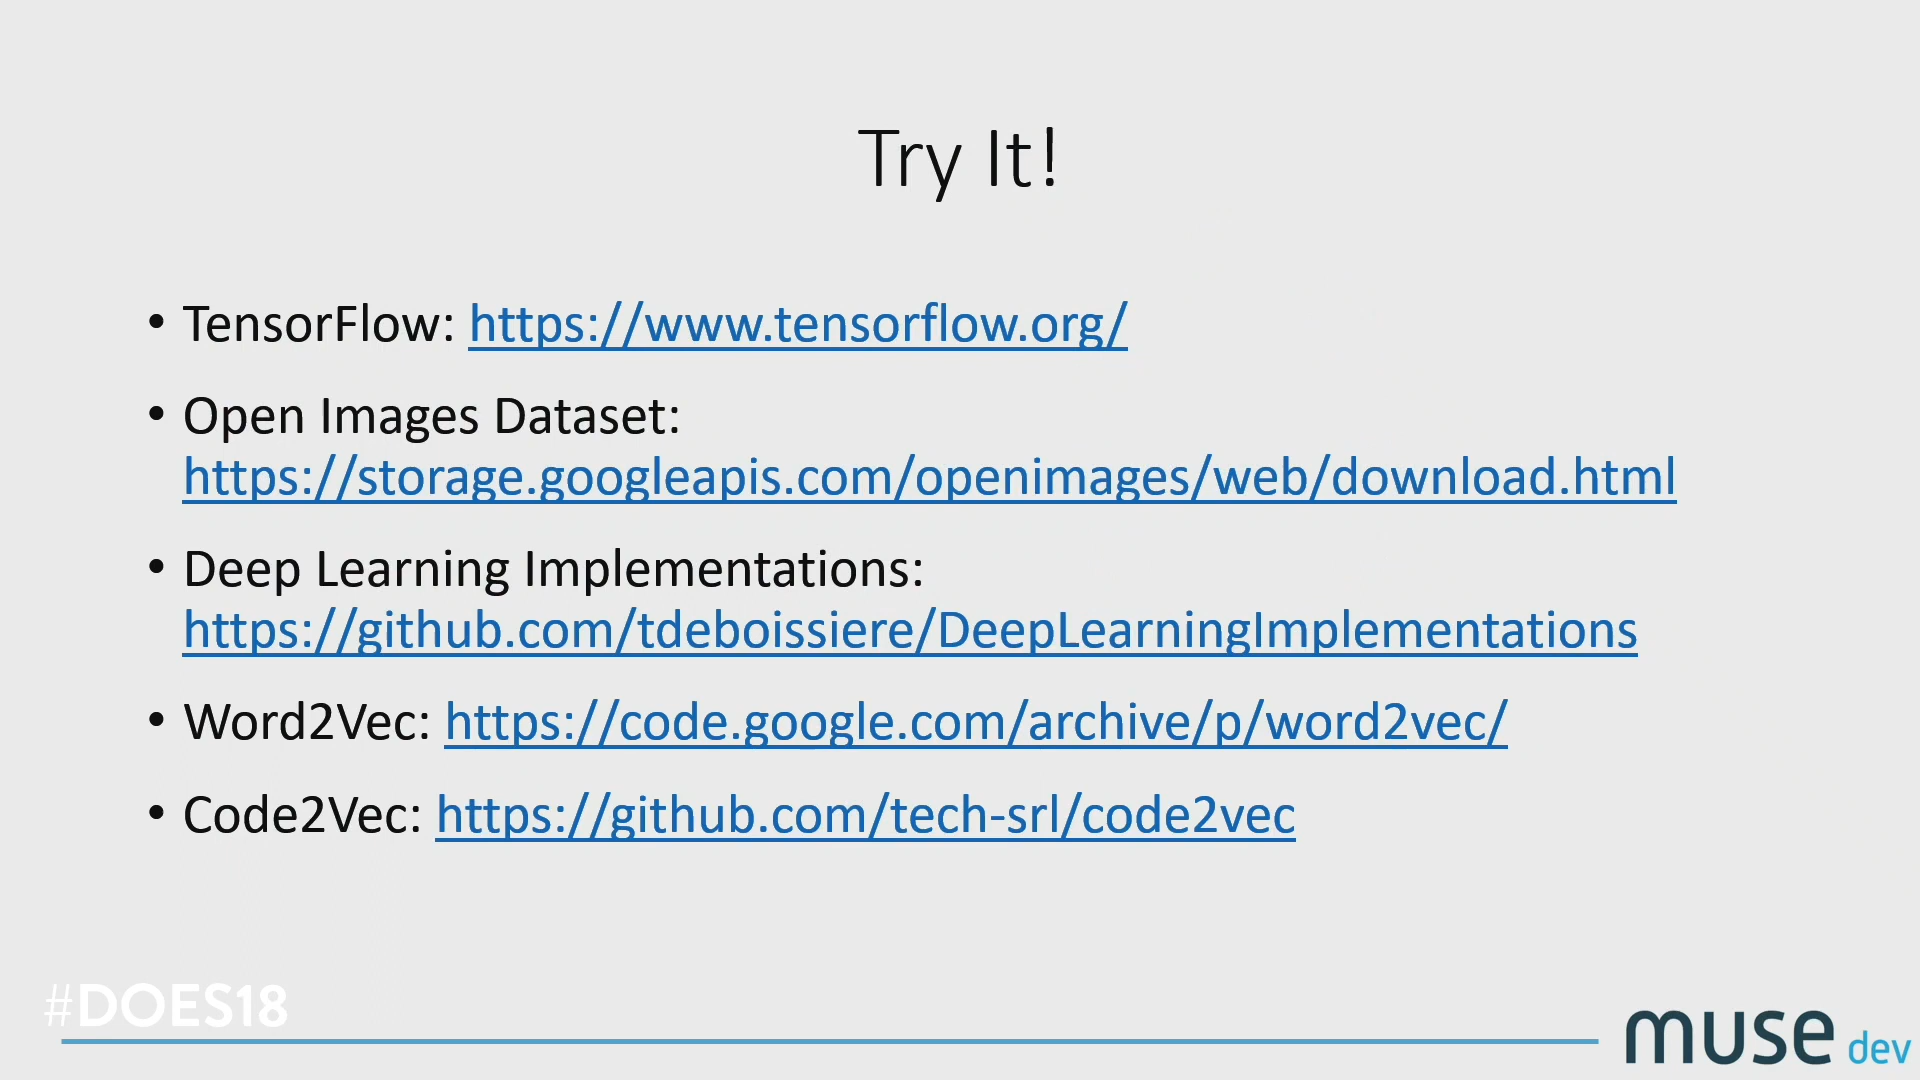 Try It!
• TensorFlow: https://www.tensorflow.org/
• Open Images Dataset:
https://storage.googleapis.com/openimages/web/download.html
• Deep Learning Implementations:
https://github.com/tdeboissiere/DeepLearningImplementations
• Word2Vec: https://code.google.com/archive/p/word2vec/
• Code2Vec: https://github.com/tech-srl/code2vec
#DOES18
muse dev